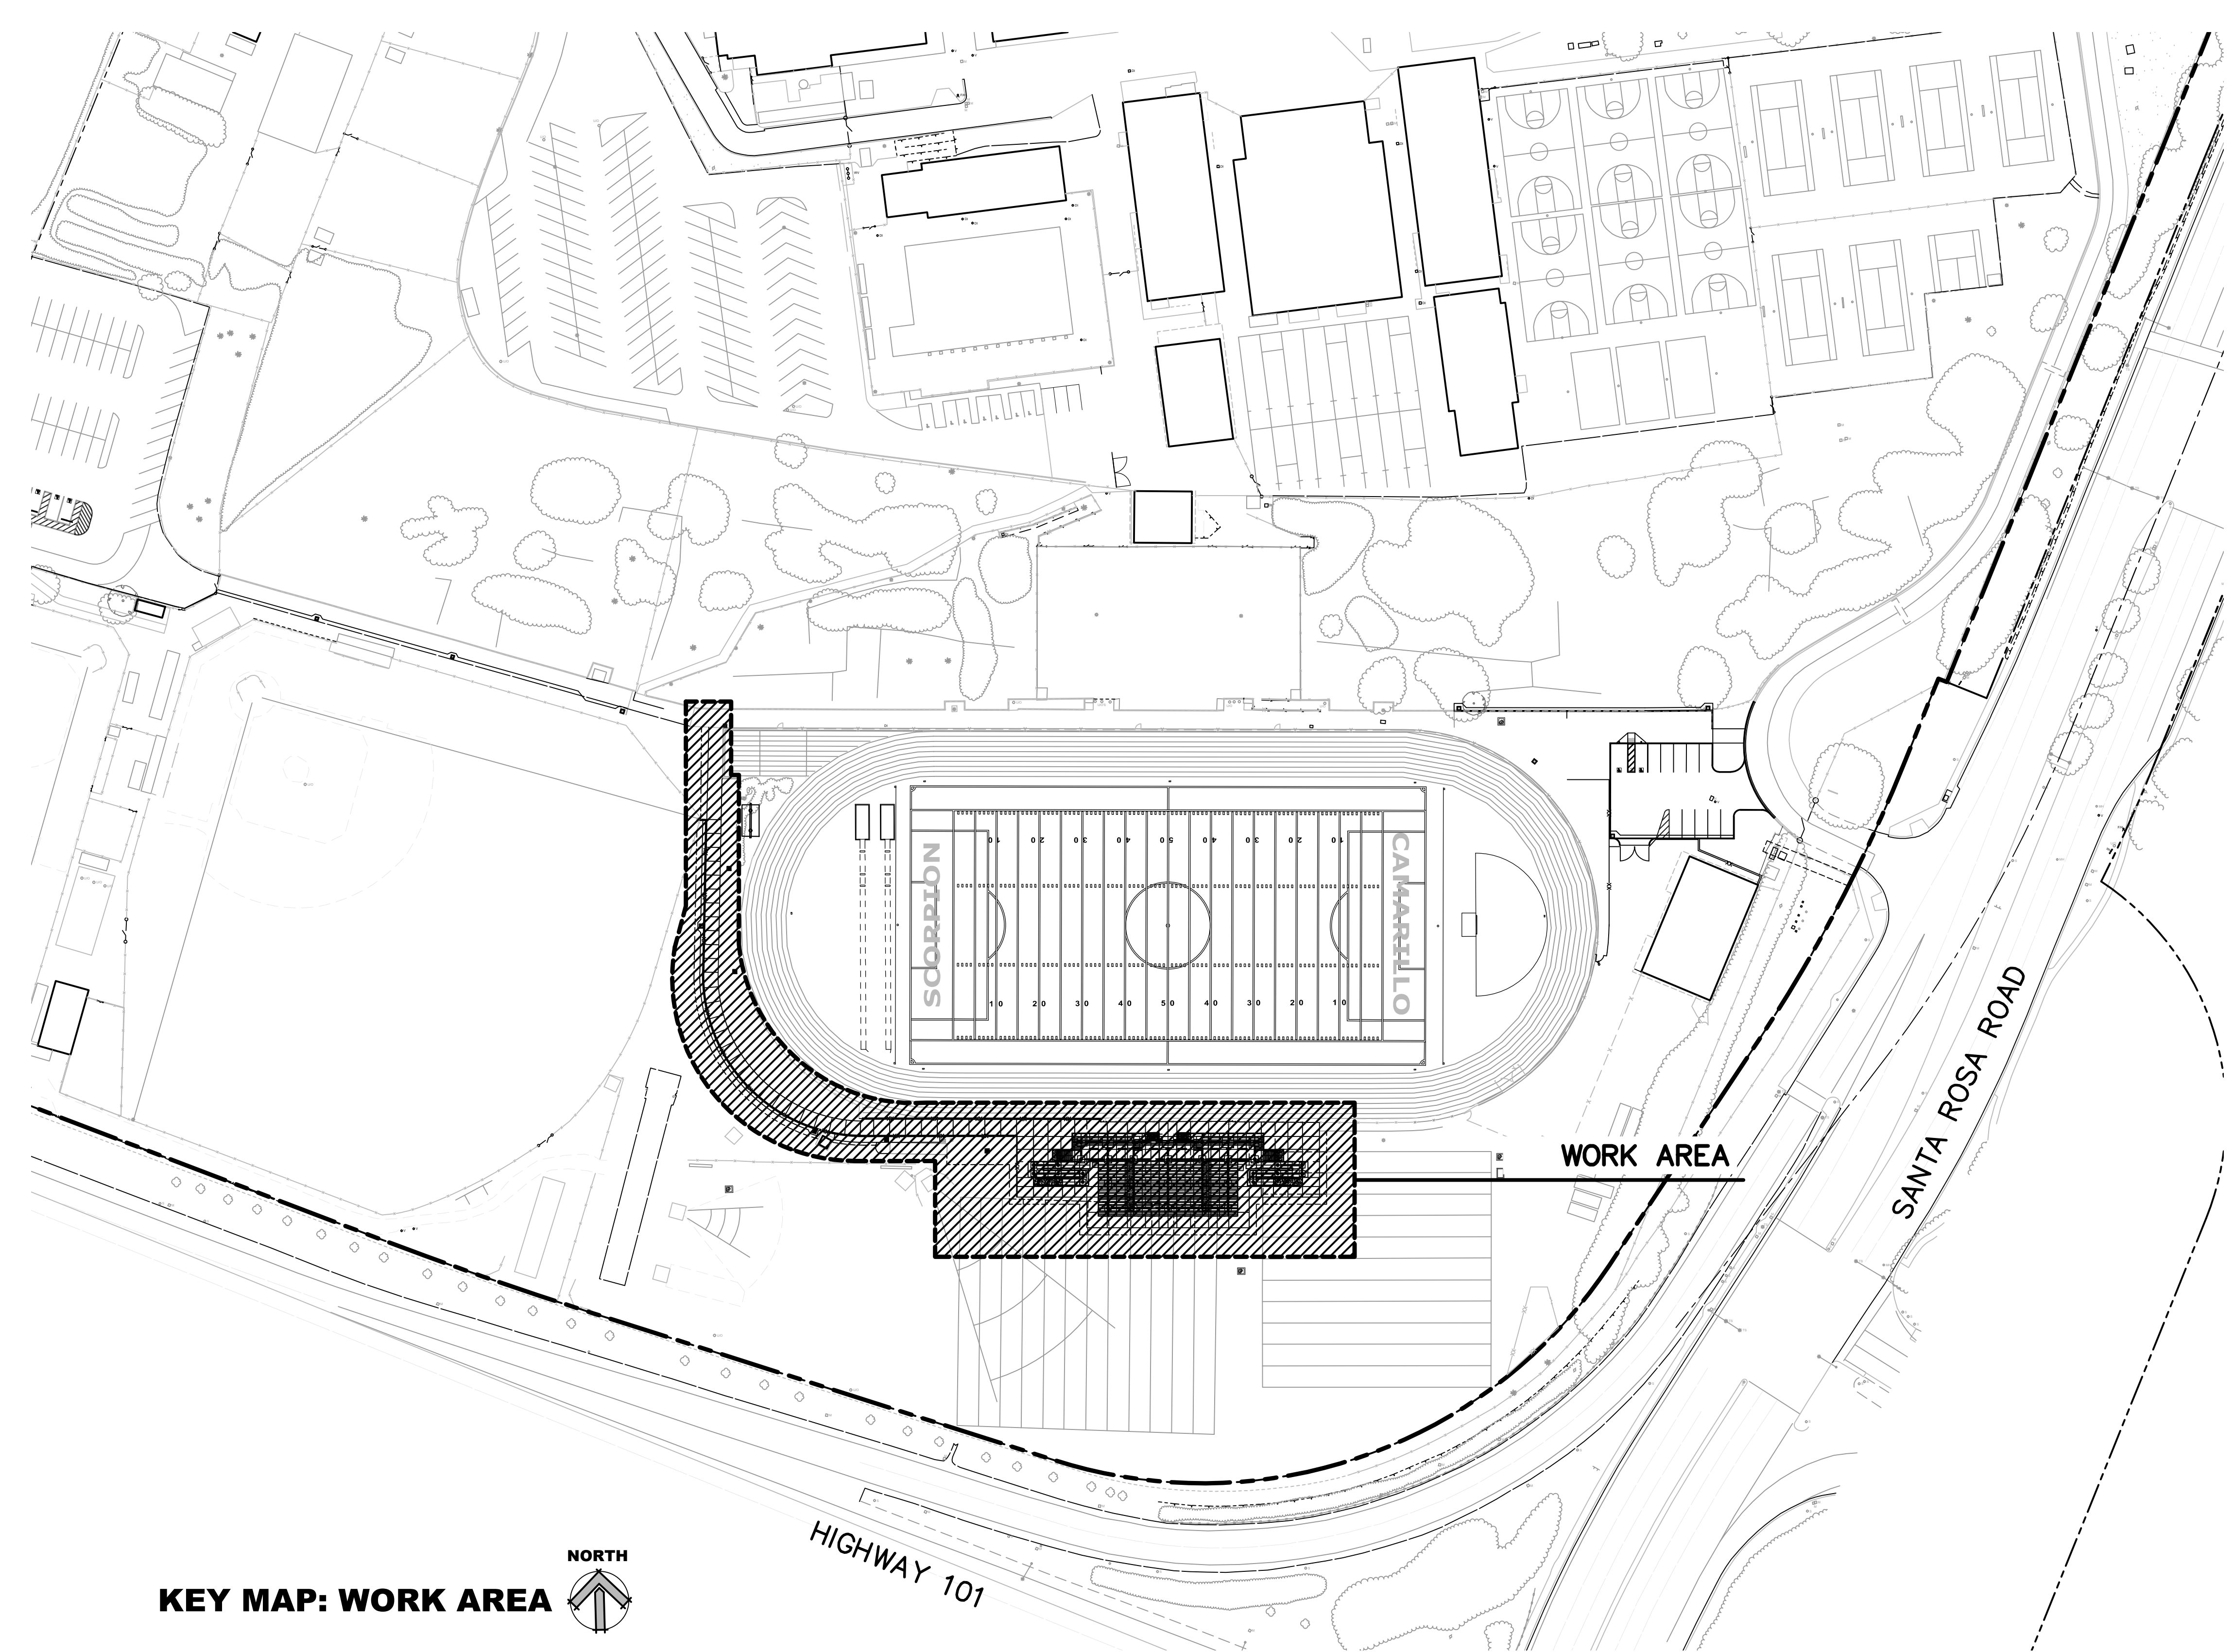 SCORPION
CAMARILLO
10 20 30 40 50 40 30 20 10
10 20 30 40 50 40 30 20 10
WORK AREA
SANTA ROSA ROAD
HIGHWAY 101
NORTH
KEY MAP: WORK AREA